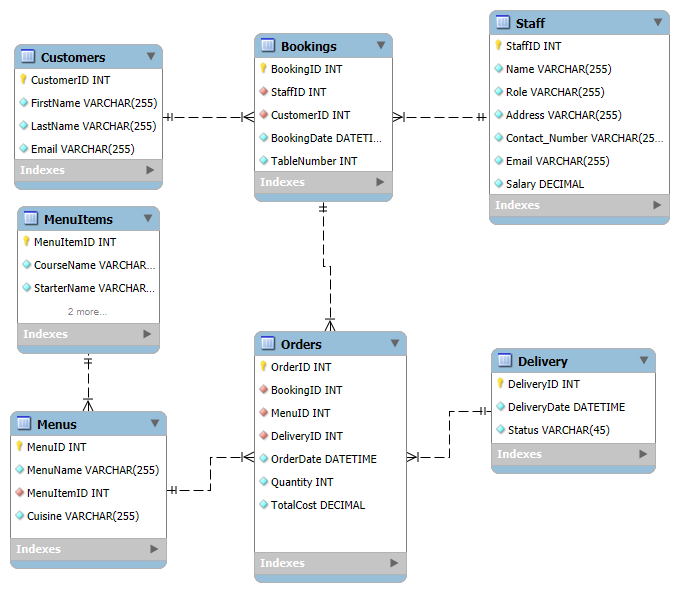 Customers
CustomerID INT
FirstName VARCHAR(255)
LastName VARCHAR(255)
Email VARCHAR(255)
Indexes
Bookings
BookingID INT
StaffID INT
CustomerID INT
BookingDate DATETI...
TableNumber INT
Indexes
Staff
StaffID INT
Name VARCHAR(255)
Role VARCHAR(255)
Address VARCHAR(255)
Contact_Number VARCHAR(25...
Email VARCHAR(255)
Salary DECIMAL
Indexes
MenuItems
MenuItemID INT
CourseName VARCHAR...
StarterName VARCHAR...
2 more...
Indexes
Menus
MenuID INT
MenuName VARCHAR(255)
MenuItemID INT
Cuisine VARCHAR(255)
Indexes
Orders
OrderID INT
BookingID INT
MenuID INT
DeliveryID INT
OrderDate DATETIME
Quantity INT
TotalCost DECIMAL
Indexes
Delivery
DeliveryID INT
DeliveryDate DATETIME
Status VARCHAR(45)
Indexes